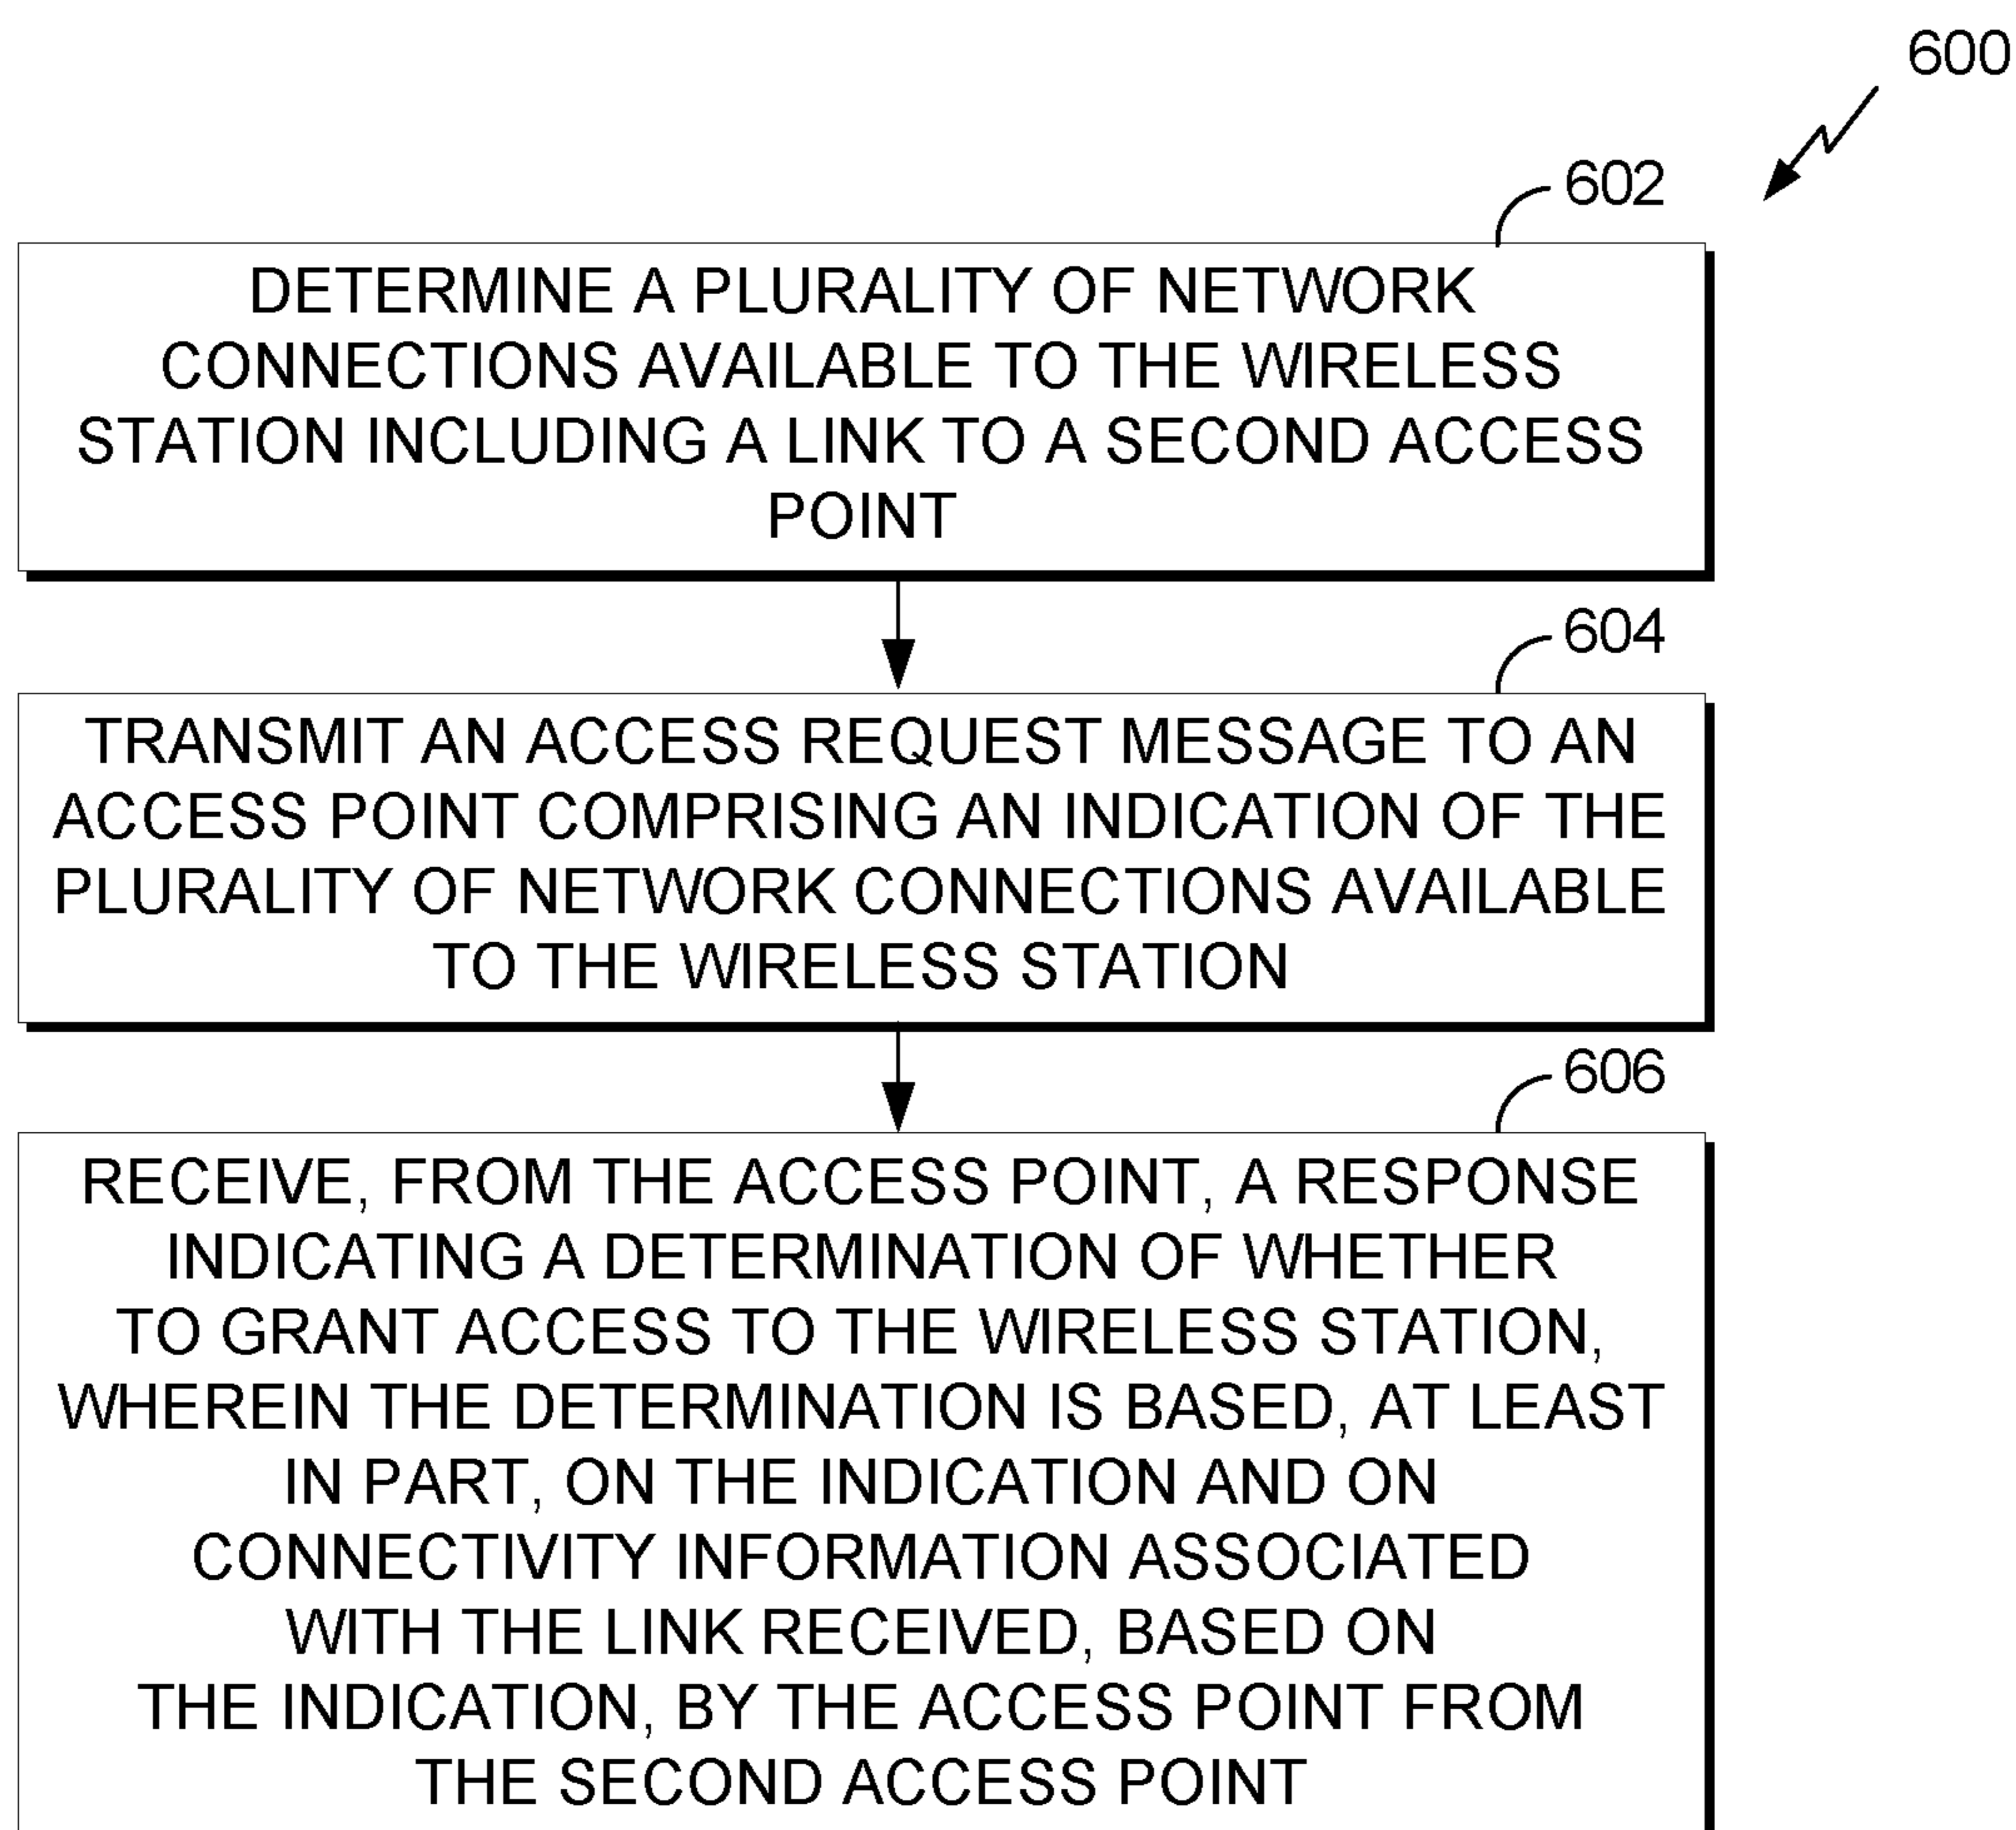 600
602
DETERMINE A PLURALITY OF NETWORK
CONNECTIONS AVAILABLE TO THE WIRELESS
STATION INCLUDING A LINK TO A SECOND ACCESS
POINT
604
TRANSMIT AN ACCESS REQUEST MESSAGE TO AN
ACCESS POINT COMPRISING AN INDICATION OF THE
PLURALITY OF NETWORK CONNECTIONS AVAILABLE
TO THE WIRELESS STATION
606
RECEIVE, FROM THE ACCESS POINT, A RESPONSE
INDICATING A DETERMINATION OF WHETHER
TO GRANT ACCESS TO THE WIRELESS STATION,
WHEREIN THE DETERMINATION IS BASED, AT LEAST
IN PART, ON THE INDICATION AND ON
CONNECTIVITY INFORMATION ASSOCIATED
WITH THE LINK RECEIVED, BASED ON
THE INDICATION, BY THE ACCESS POINT FROM
THE SECOND ACCESS POINT